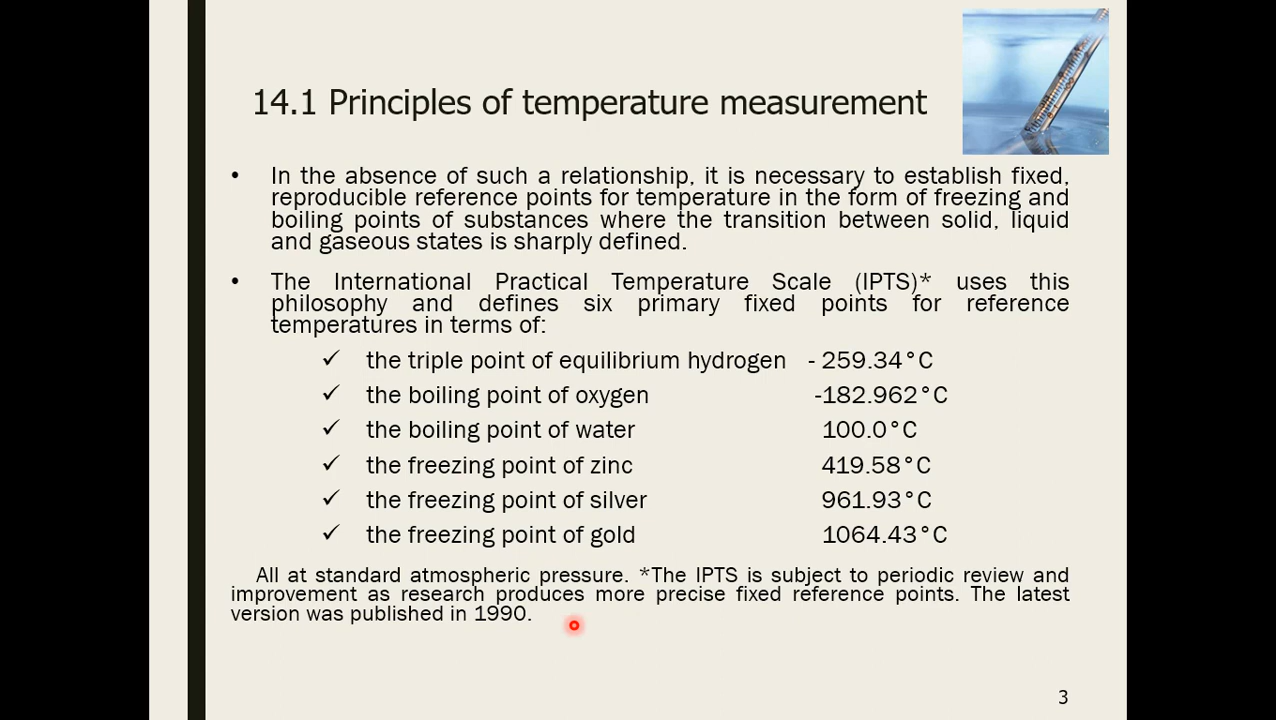 14.1 Principles of temperature measurement
• In the absence of such a relationship, it is necessary to establish fixed,
reproducible reference points for temperature in the form of freezing and
boiling points of substances where the transition between solid, liquid
and gaseous states is sharply defined.
• The International Practical Temperature Scale (IPTS)* uses this
philosophy and defines six primary fixed points for reference
temperatures in terms of:
✓ the triple point of equilibrium hydrogen - 259.34°C
✓ the boiling point of oxygen -182.962°C
✓ the boiling point of water 100.0°C
✓ the freezing point of zinc 419.58°C
✓ the freezing point of silver 961.93°C
✓ the freezing point of gold 1064.43°C
All at standard atmospheric pressure. *The IPTS is subject to periodic review and
improvement as research produces more precise fixed reference points. The latest
version was published in 1990.
3